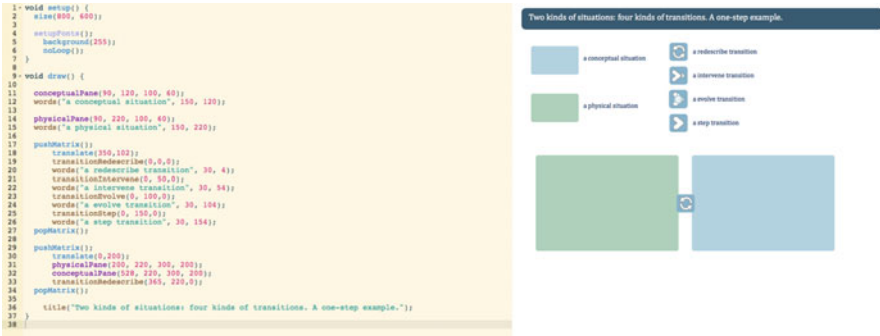 1 void setup() {
2 size(800, 600);
3
4 setupFonts();
5 background(255);
6 noLoop();
7 }
8
9 void draw() {
10
11 conceptualPane(90, 120, 100, 60);
12 words("a conceptual situation", 150, 120);
13
14 physicalPane(90, 220, 100, 60);
15 words("a physical situation", 150, 220);
16
17 pushMatrix();
18 translate(350,102);
19 transitionRedescribe(0,0,0);
20 words("a redescribe transition", 30, 4);
21 transitionIntervene(0, 50,0);
22 words("a intervene transition", 30, 54);
23 transitionEvolve(0, 100,0);
24 words("a evolve transition", 30, 104);
25 transitionStep(0, 150,0);
26 words("a step transition", 30, 154);
27 popMatrix();
28
29 pushMatrix();
30 translate(0,200);
31 physicalPane(200, 220, 300, 200);
32 conceptualPane(528, 220, 300, 200);
33 transitionRedescribe(365, 220,0);
34 popMatrix();
35
36 title("Two kinds of situations: four kinds of transitions. A one-step example.");
37 }
38
Two kinds of situations: four kinds of transitions. A one-step example.
a conceptual situation
a redescribe transition
a intervene transition
a physical situation
a evolve transition
a step transition